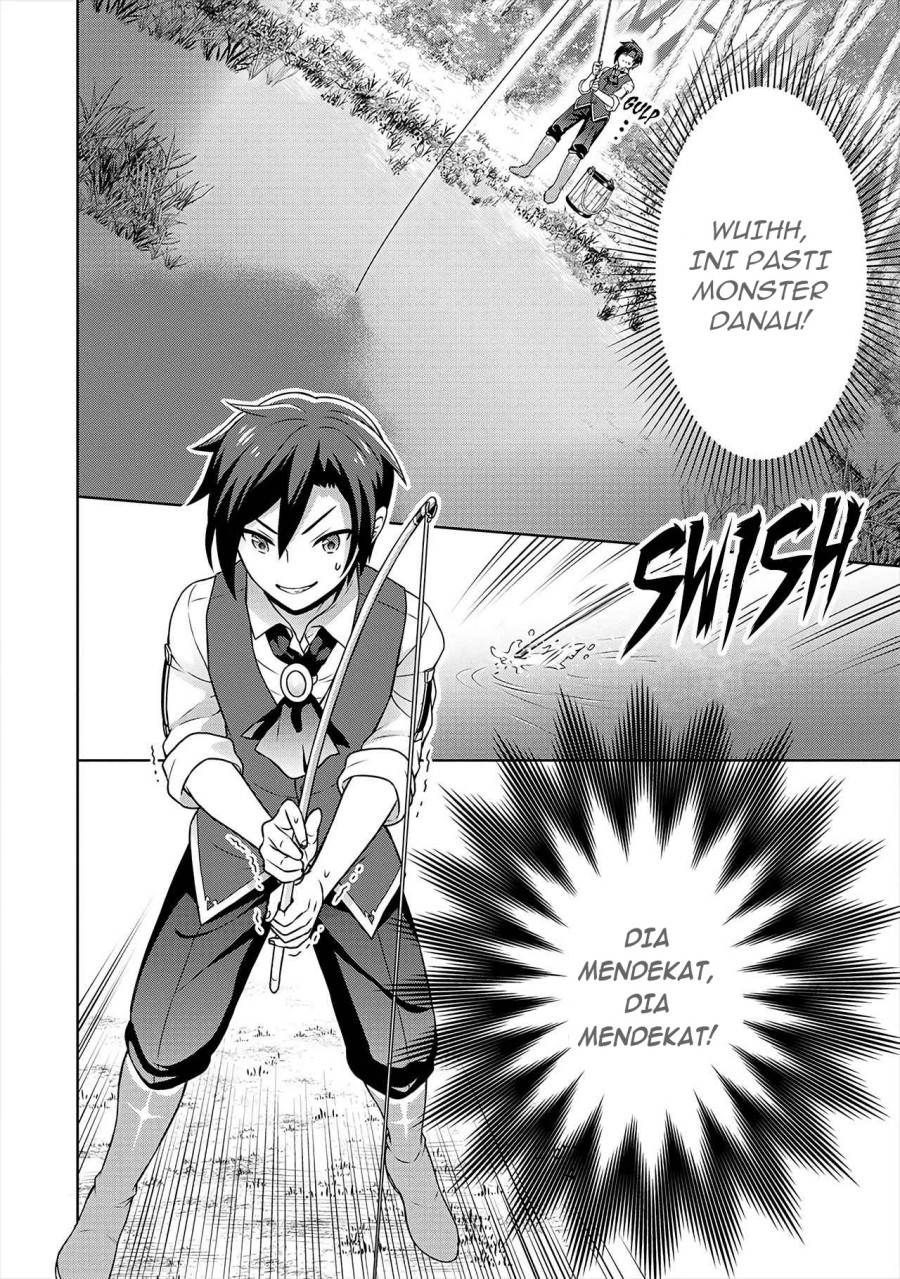 GULP
...
WUIHH,
INI PASTI
MONSTER
DANAU!
SWISH
DIA
MENDEKAT,
DIA
MENDEKAT!